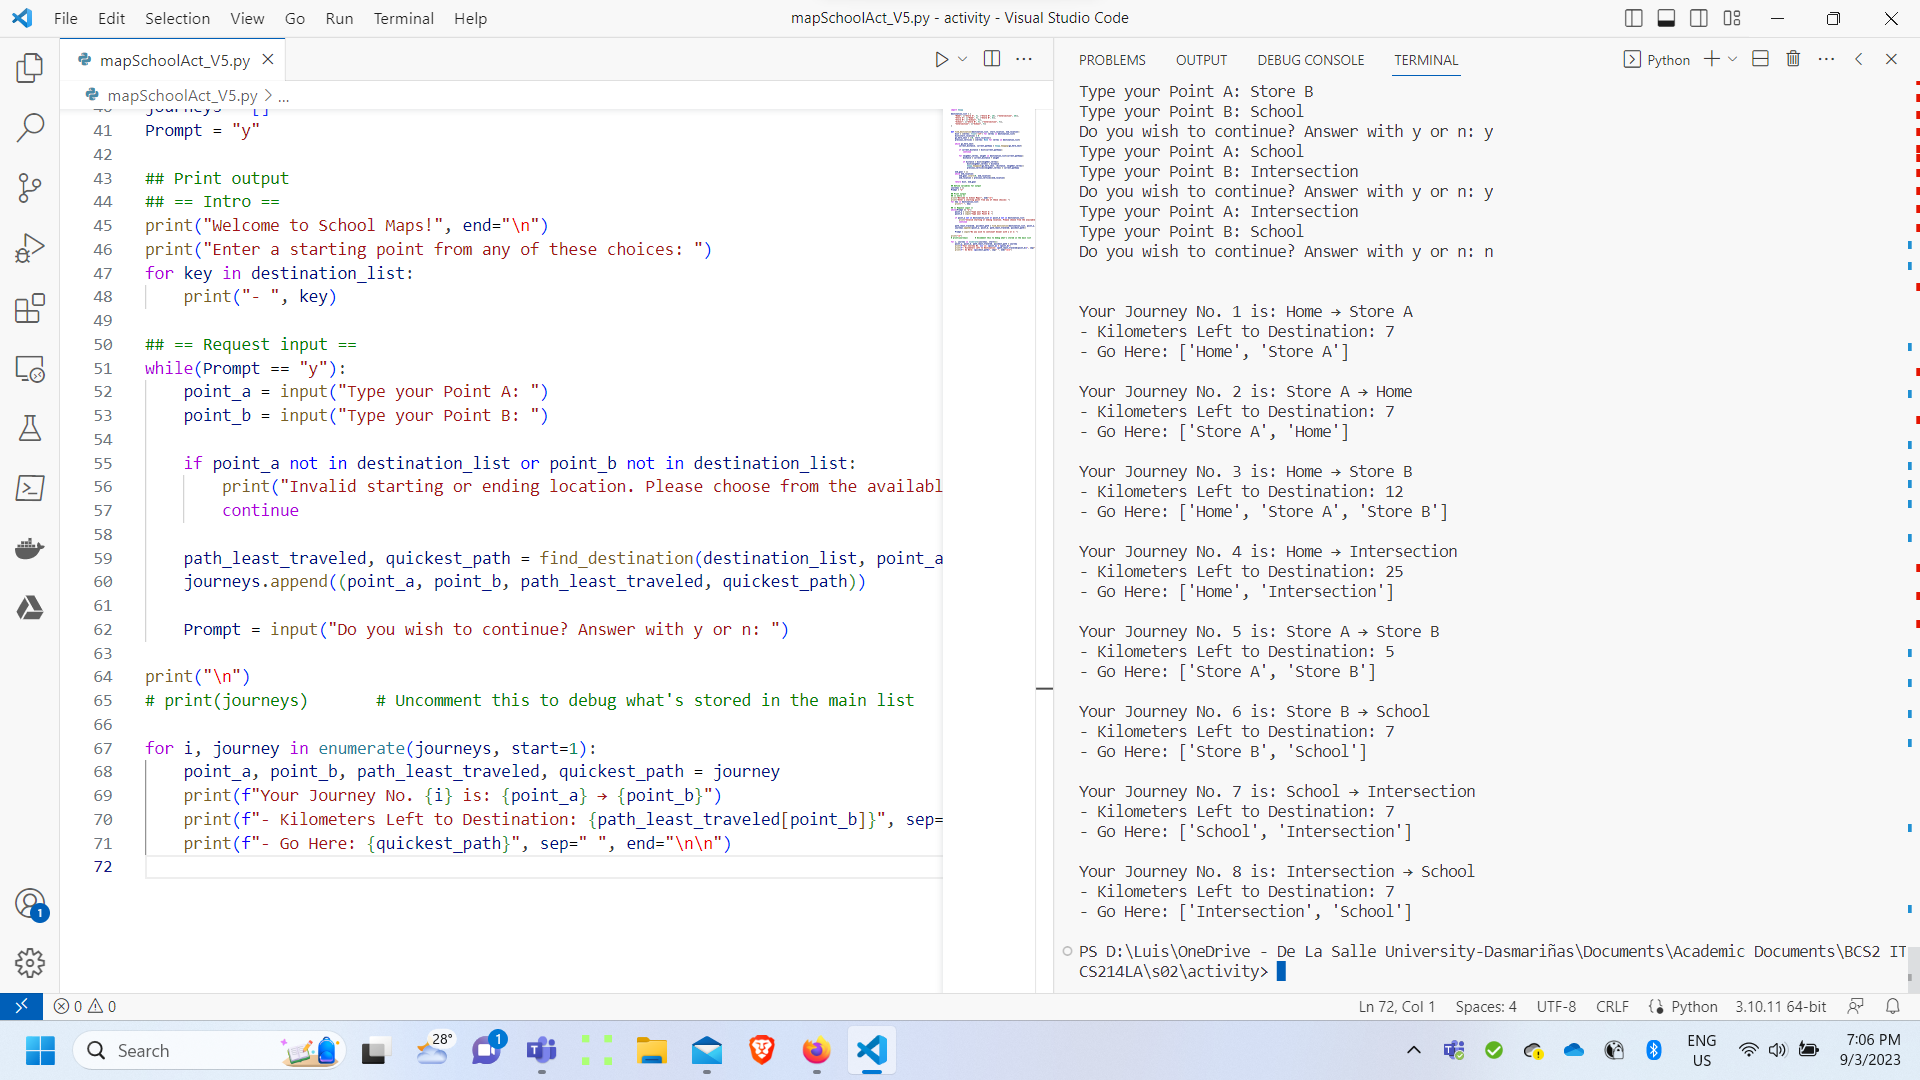 File Edit Selection View Go Run Terminal Help
mapSchoolAct_V5.py - activity - Visual Studio Code
mapSchoolAct_V5.py
mapSchoolAct_V5.py > ...
41 Prompt = "y"
42
43 ## Print output
44 ## == Intro ==
45 print("Welcome to School Maps!", end="\n")
46 print("Enter a starting point from any of these choices: ")
47 for key in destination_list:
48 print("- ", key)
49
50 ## == Request input ==
51 while(Prompt == "y"):
52 point_a = input("Type your Point A: ")
53 point_b = input("Type your Point B: ")
54
55 if point_a not in destination_list or point_b not in destination_list:
56 print("Invalid starting or ending location. Please choose from the availabl
57 continue
58
59 path_least_traveled, quickest_path = find_destination(destination_list, point_a
60 journeys.append((point_a, point_b, path_least_traveled, quickest_path))
61
62 Prompt = input("Do you wish to continue? Answer with y or n: ")
63
64 print("\n")
65 # print(journeys) # Uncomment this to debug what's stored in the main list
66
67 for i, journey in enumerate(journeys, start=1):
68 point_a, point_b, path_least_traveled, quickest_path = journey
69 print(f"Your Journey No. {i} is: {point_a} → {point_b}")
70 print(f"- Kilometers Left to Destination: {path_least_traveled[point_b]}", sep=
71 print(f"- Go Here: {quickest_path}", sep=" ", end="\n\n")
72
PROBLEMS OUTPUT DEBUG CONSOLE TERMINAL
Python
Type your Point A: Store B
Type your Point B: School
Do you wish to continue? Answer with y or n: y
Type your Point A: School
Type your Point B: Intersection
Do you wish to continue? Answer with y or n: y
Type your Point A: Intersection
Type your Point B: School
Do you wish to continue? Answer with y or n: n
Your Journey No. 1 is: Home → Store A
- Kilometers Left to Destination: 7
- Go Here: ['Home', 'Store A']
Your Journey No. 2 is: Store A → Home
- Kilometers Left to Destination: 7
- Go Here: ['Store A', 'Home']
Your Journey No. 3 is: Home → Store B
- Kilometers Left to Destination: 12
- Go Here: ['Home', 'Store A', 'Store B']
Your Journey No. 4 is: Home → Intersection
- Kilometers Left to Destination: 25
- Go Here: ['Home', 'Intersection']
Your Journey No. 5 is: Store A → Store B
- Kilometers Left to Destination: 5
- Go Here: ['Store A', 'Store B']
Your Journey No. 6 is: Store B → School
- Kilometers Left to Destination: 7
- Go Here: ['Store B', 'School']
Your Journey No. 7 is: School → Intersection
- Kilometers Left to Destination: 7
- Go Here: ['School', 'Intersection']
Your Journey No. 8 is: Intersection → School
- Kilometers Left to Destination: 7
- Go Here: ['Intersection', 'School']
PS D:\Luis\OneDrive - De La Salle University-Dasmariñas\Documents\Academic Documents\BCS2 IT
CS214LA\s02\activity>
1
0 0
Ln 72, Col 1 Spaces: 4 UTF-8 CRLF Python 3.10.11 64-bit
Search
28°
1
ENG
US
7:06 PM
9/3/2023